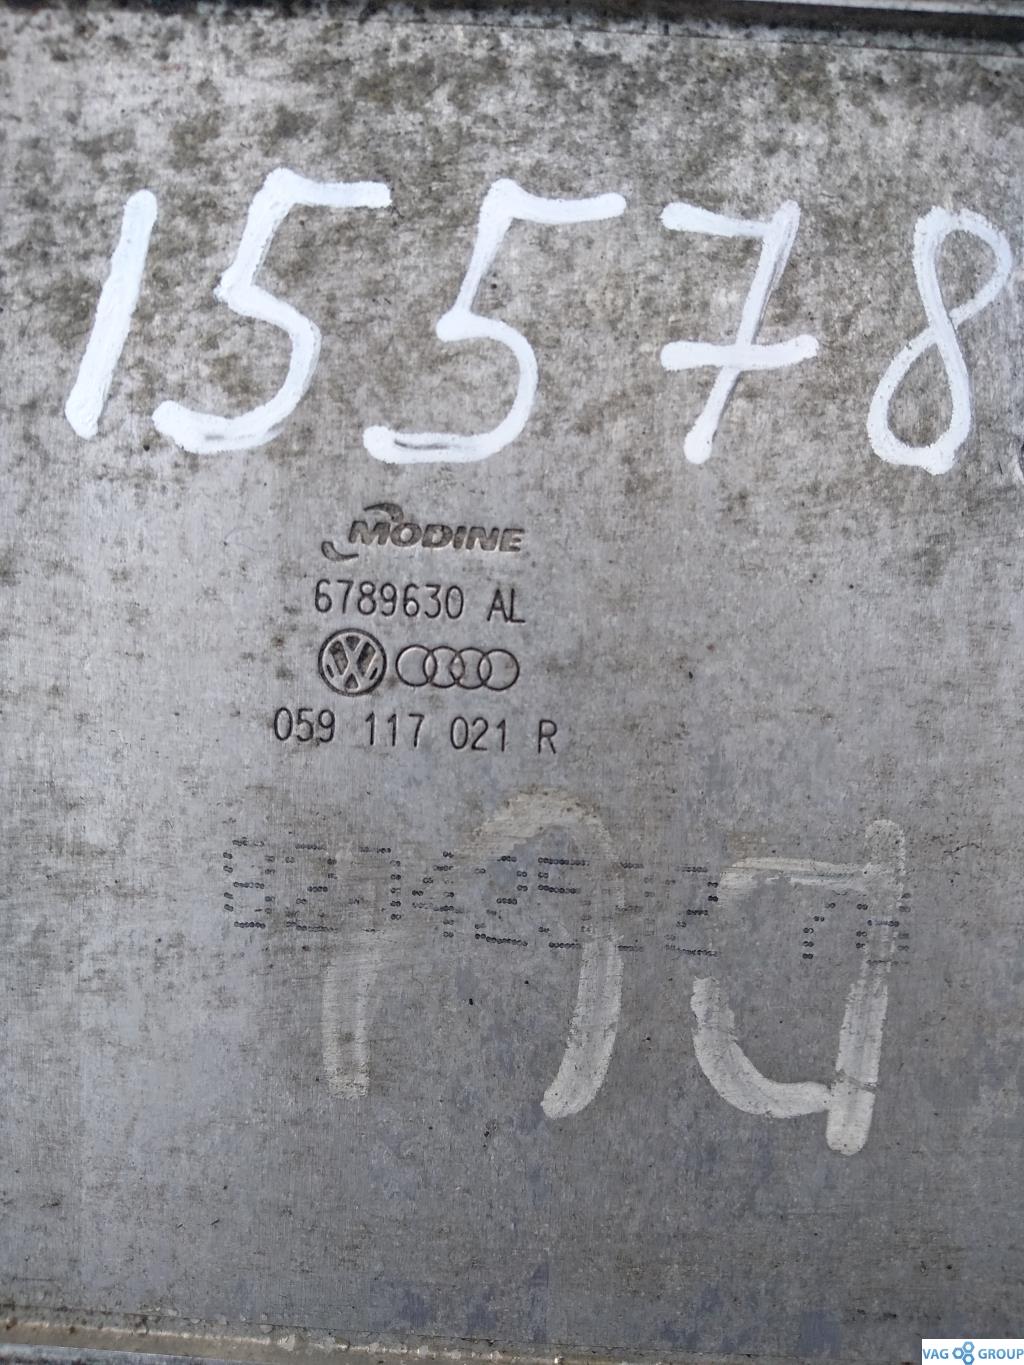 15578
MODINE
6789630 AL
059 117 021 R
VAG GROUP